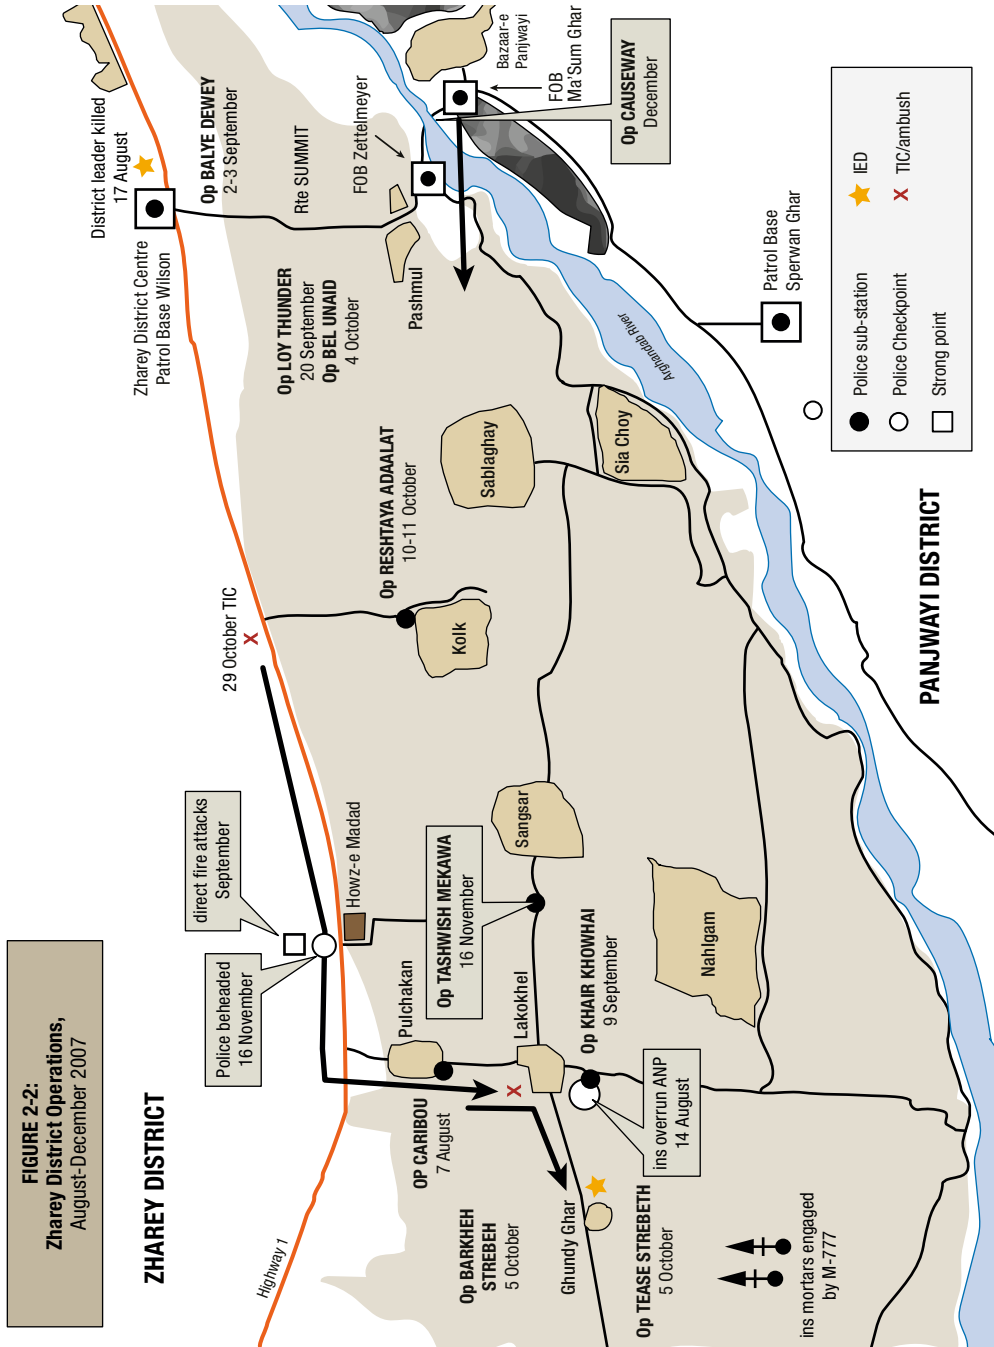 FIGURE 2-2:
Zharey District Operations,
August-December 2007
ZHAREY DISTRICT
Highway 1
Police beheaded
16 November
direct fire attacks
September
29 October TIC
District leader killed
17 August
Zharey District Centre
Patrol Base Wilson
Op BALYE DEWEY
2-3 September
Rte SUMMIT
FOB Zettelmeyer
Bazaar-e
Panjwayi
FOB
Ma'Sum Ghar
Op CAUSEWAY
December
Op LOY THUNDER
20 September
Op BEL UNAID
4 October
Pashmul
Op RESHTAYA ADAALAT
10-11 October
Sablaghay
Sia Choy
Arghandab River
Kolk
Howz-e Madad
Sangsar
Op TASHWISH MEKAWA
16 November
Pulchakan
Lakokhel
Op KHAIR KHOWHAI
9 September
Nahlgam
OP CARIBOU
7 August
ins overrun ANP
14 August
Op BARKHEH
STREBEH
5 October
Ghundy Ghar
Op TEASE STREBETH
5 October
ins mortars engaged
by M-777
PANJWAYI DISTRICT
Patrol Base
Sperwan Ghar
Police sub-station
Police Checkpoint
Strong point
IED
X TIC/ambush
X
X